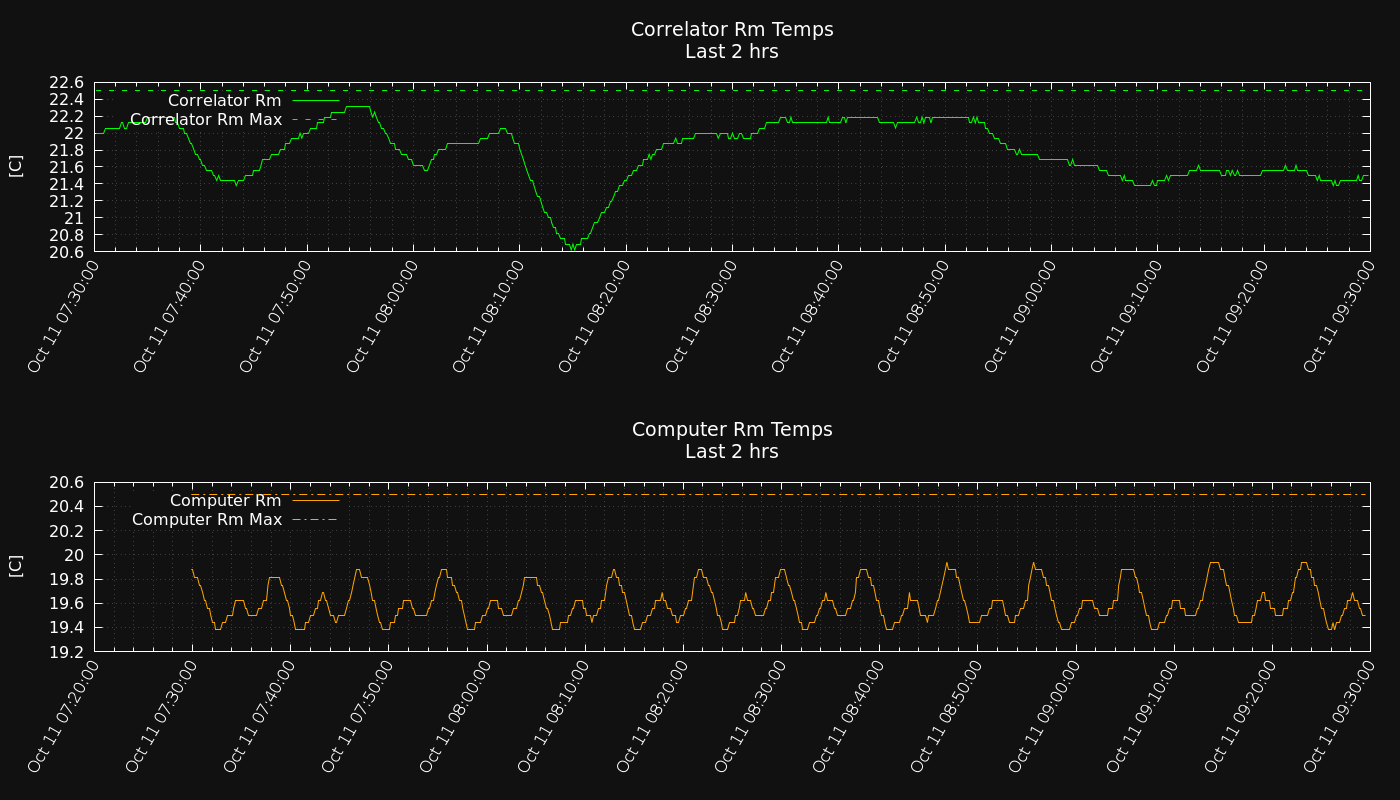 Correlator Rm Temps
Last 2 hrs
22.6
22.4
22.2
22
21.8
21.6
21.4
21.2
21
20.8
20.6
[C]
Correlator Rm
Correlator Rm Max
Oct 11 07:30:00
Oct 11 07:40:00
Oct 11 07:50:00
Oct 11 08:00:00
Oct 11 08:10:00
Oct 11 08:20:00
Oct 11 08:30:00
Oct 11 08:40:00
Oct 11 08:50:00
Oct 11 09:00:00
Oct 11 09:10:00
Oct 11 09:20:00
Oct 11 09:30:00
Computer Rm Temps
Last 2 hrs
20.6
20.4
20.2
20
19.8
19.6
19.4
19.2
[C]
Computer Rm
Computer Rm Max
Oct 11 07:20:00
Oct 11 07:30:00
Oct 11 07:40:00
Oct 11 07:50:00
Oct 11 08:00:00
Oct 11 08:10:00
Oct 11 08:20:00
Oct 11 08:30:00
Oct 11 08:40:00
Oct 11 08:50:00
Oct 11 09:00:00
Oct 11 09:10:00
Oct 11 09:20:00
Oct 11 09:30:00